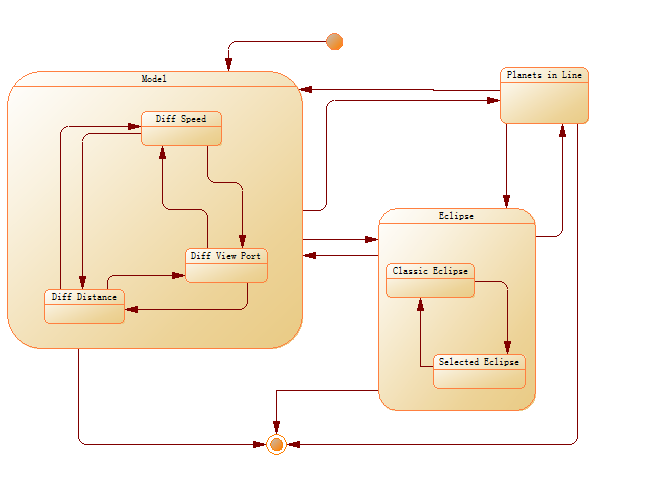 Model
Planets in Line
Diff Speed
Eclipse
Diff View Port
Classic Eclipse
Diff Distance
Selected Eclipse